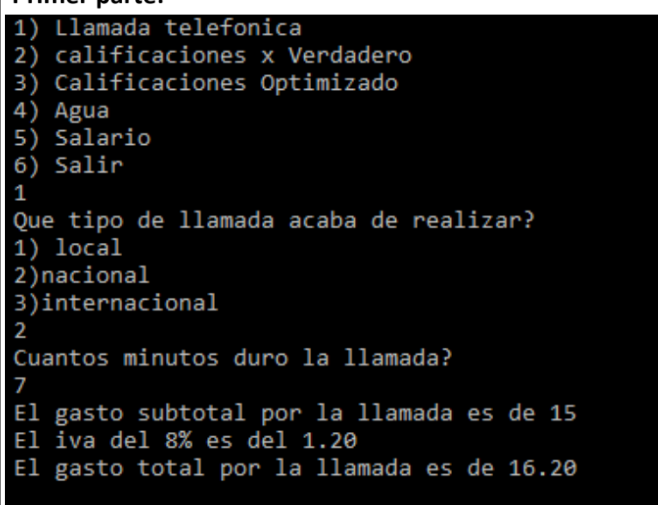 Primer parte:
1) Llamada telefonica
2) calificaciones x Verdadero
3) Calificaciones Optimizado
4) Agua
5) Salario
6) Salir
1
Que tipo de llamada acaba de realizar?
1) local
2)nacional
3)internacional
2
Cuantos minutos duro la llamada?
7
El gasto subtotal por la llamada es de 15
El iva del 8% es del 1.20
El gasto total por la llamada es de 16.20